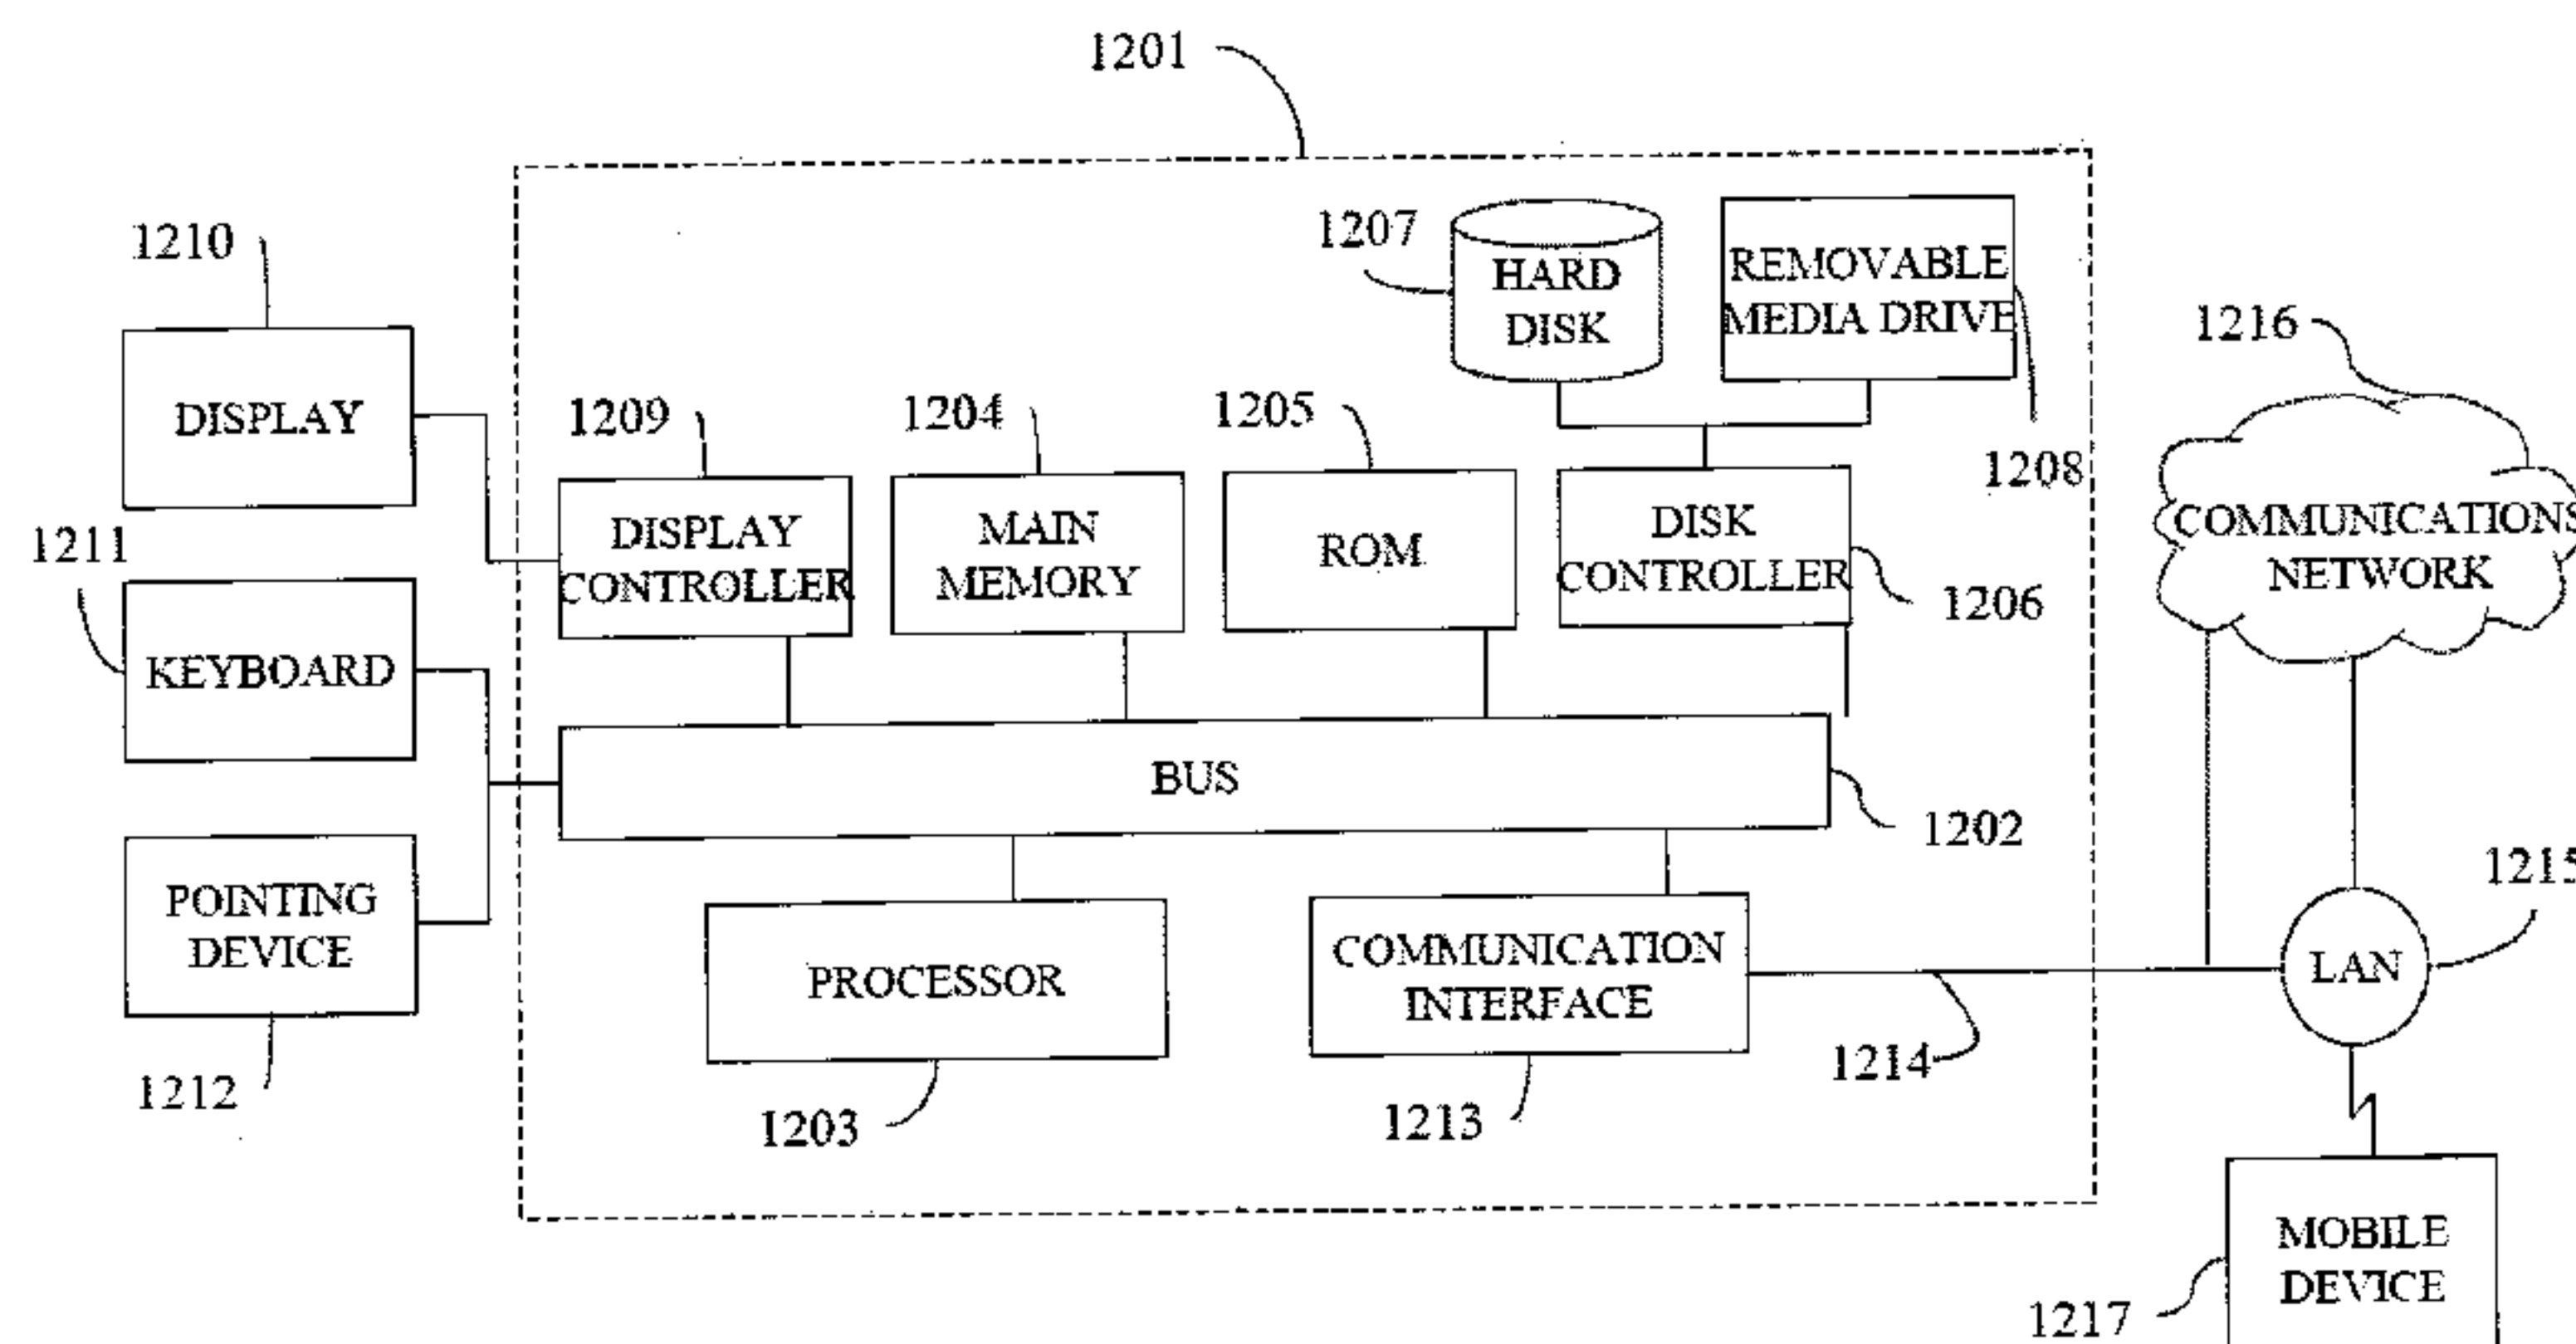 1201
1210
DISPLAY
1211
KEYBOARD
POINTING
DEVICE
1212
1207
HARD
DISK
REMOVABLE
MEDIA DRIVE
1208
1209
DISPLAY
CONTROLLER
1204
MAIN
MEMORY
1205
ROM
DISK
CONTROLLER
1206
BUS
1202
PROCESSOR
1203
COMMUNICATION
INTERFACE
1213
1214
1216
COMMUNICATIONS
NETWORK
1215
LAN
MOBILE
DEVICE
1217